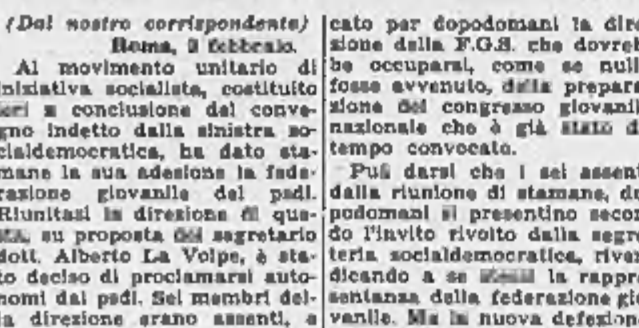 (Dal nostro corrispondente)
Roma, febbraio.
Al movimento unitario di
iniziativa socialista, costituito
ieri a conclusione del conve-
gno indetto dalla sinistra so-
cialdemocratica, ha dato sta-
mane la sua adesione la fede-
razione giovanile del psdi.
Riunitasi la direzione di que-
sta, su proposta del segretario
dott. Alberto La Volpe, è sta-
to deciso di proclamarsi auto-
nomi dal psdi. Sei membri del-
la direzione erano assenti, e
cato per dopodomani la dire
zione della F.G.S. che dovreb
be occuparsi, come se null
fosse avvenuto, della prepara
zione del congresso giovanil
nazionale che è già stato d
tempo convocato.
Può darsi che i sei assent
dalla riunione di stamane, do
podomani si presentino secon
do l'invito rivolto dalla segre
teria socialdemocratica, riven
dicando a se stessi la rappre
sentanza della federazione gio
vanile. Ma la nuova defezion